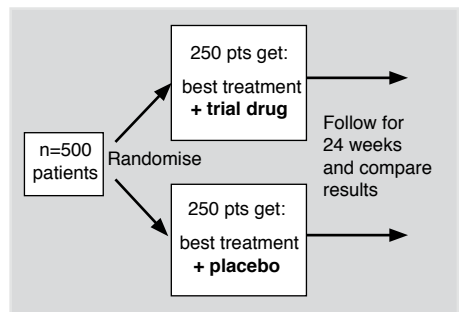 n=500
patients
Randomise
250 pts get:
best treatment
+ trial drug
250 pts get:
best treatment
+ placebo
Follow for
24 weeks
and compare
results